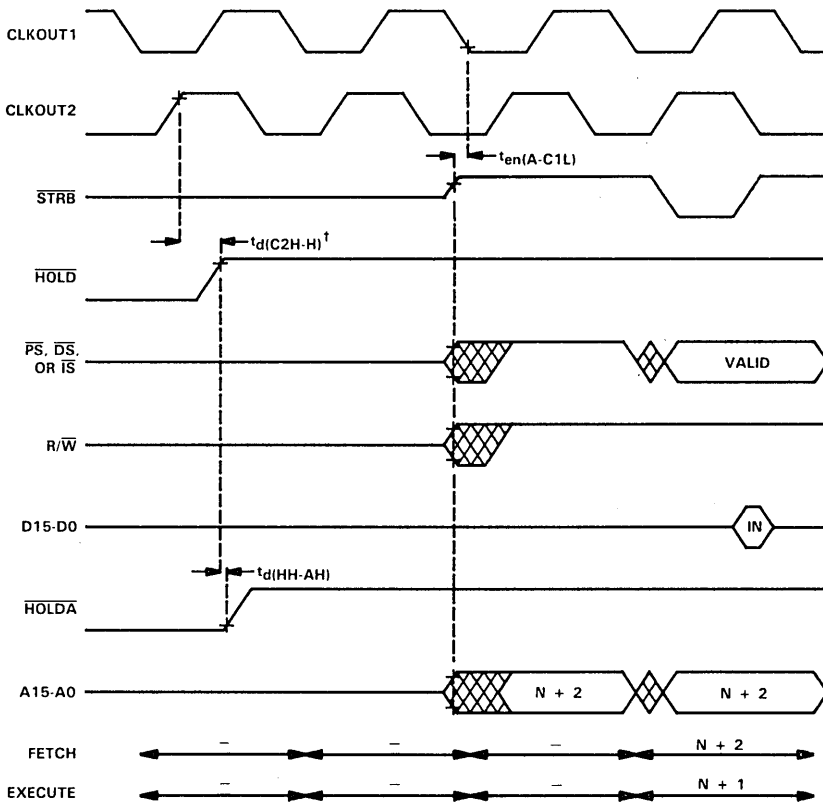 CLKOUT1
CLKOUT2
t_en(A-C1L)
STRB
t_d(C2H-H)†
HOLD
PS, DS,
OR IS
VALID
R/W
D15-D0
IN
t_d(HH-AH)
HOLDA
A15-A0
N + 2
N + 2
FETCH
–
–
–
N + 2
EXECUTE
–
–
–
N + 1